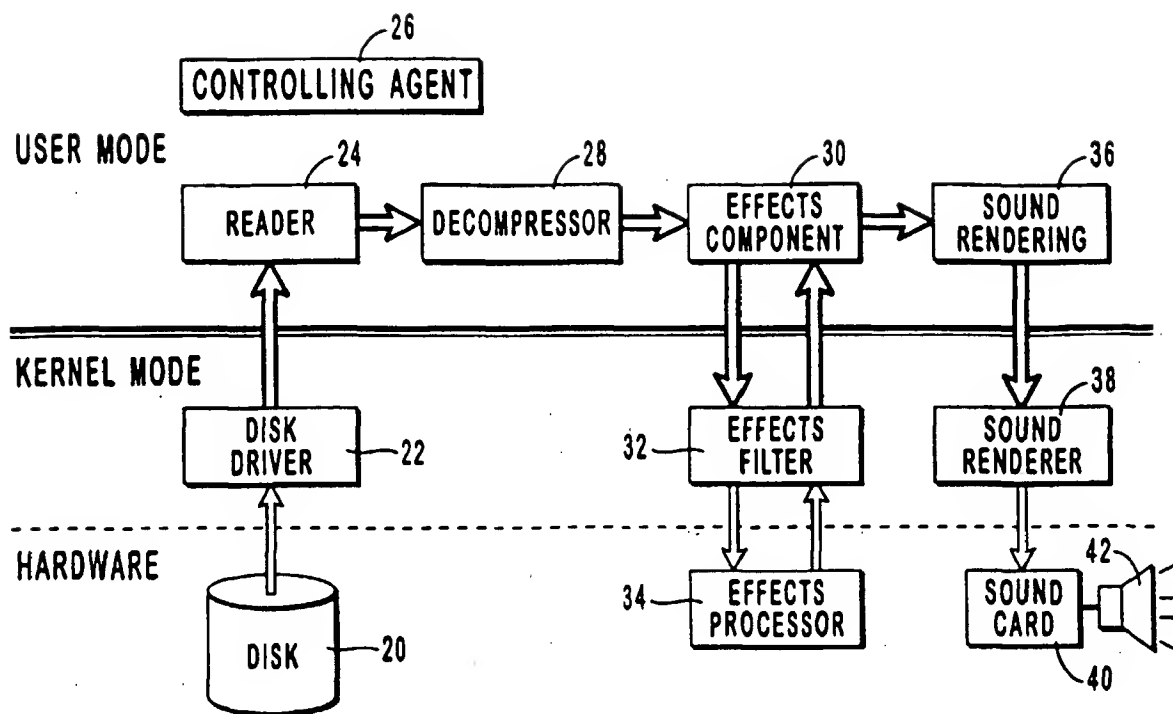 26
CONTROLLING AGENT
USER MODE
24
28
30
36
READER
DECOMPRESSOR
EFFECTS
COMPONENT
SOUND
RENDERING
KERNEL MODE
DISK
DRIVER
22
32
EFFECTS
FILTER
38
SOUND
RENDERER
HARDWARE
DISK
20
34
EFFECTS
PROCESSOR
SOUND
CARD
42
40